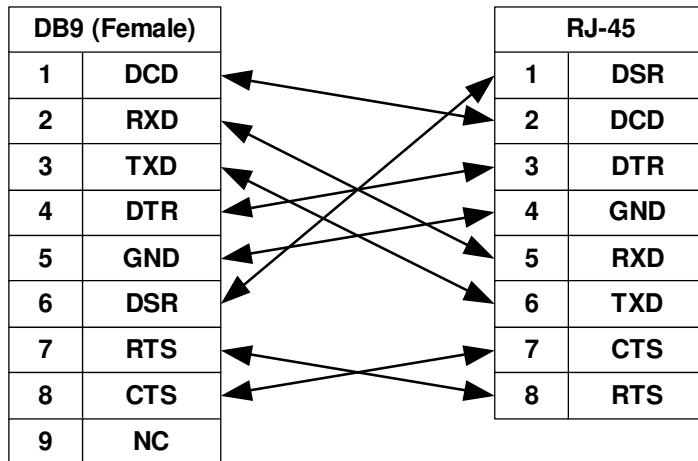 DB9 (Female)
1 DCD
2 RXD
3 TXD
4 DTR
5 GND
6 DSR
7 RTS
8 CTS
9 NC
RJ-45
1 DSR
2 DCD
3 DTR
4 GND
5 RXD
6 TXD
7 CTS
8 RTS